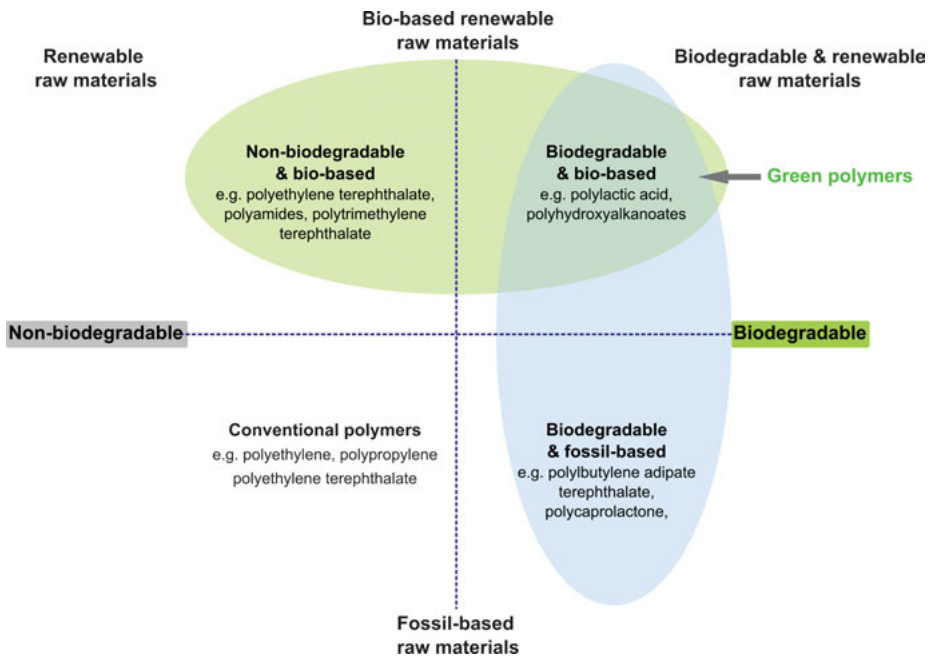 Bio-based renewable
raw materials
Renewable
raw materials
Biodegradable & renewable
raw materials
Non-biodegradable
& bio-based
e.g. polyethylene terephthalate,
polyamides, polytrimethylene
terephthalate
Biodegradable
& bio-based
e.g. polylactic acid,
polyhydroxyalkanoates
Green polymers
Non-biodegradable
Biodegradable
Conventional polymers
e.g. polyethylene, polypropylene
polyethylene terephthalate
Biodegradable
& fossil-based
e.g. polylbutylene adipate
terephthalate,
polycaprolactone,
Fossil-based
raw materials